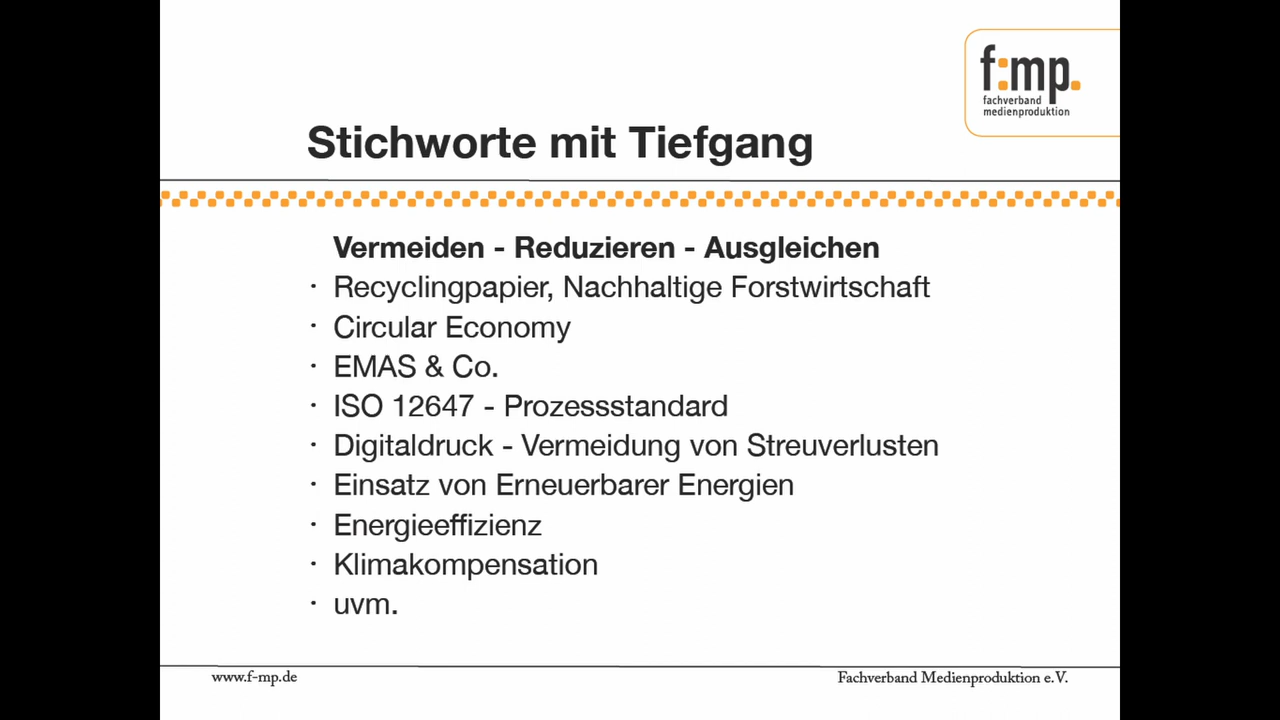 f:mp.
fachverband
medienproduktion
Stichworte mit Tiefgang
Vermeiden - Reduzieren - Ausgleichen
· Recyclingpapier, Nachhaltige Forstwirtschaft
· Circular Economy
· EMAS & Co.
· ISO 12647 - Prozessstandard
· Digitaldruck - Vermeidung von Streuverlusten
· Einsatz von Erneuerbarer Energien
· Energieeffizienz
· Klimakompensation
· uvm.
www.f-mp.de
Fachverband Medienproduktion e.V.